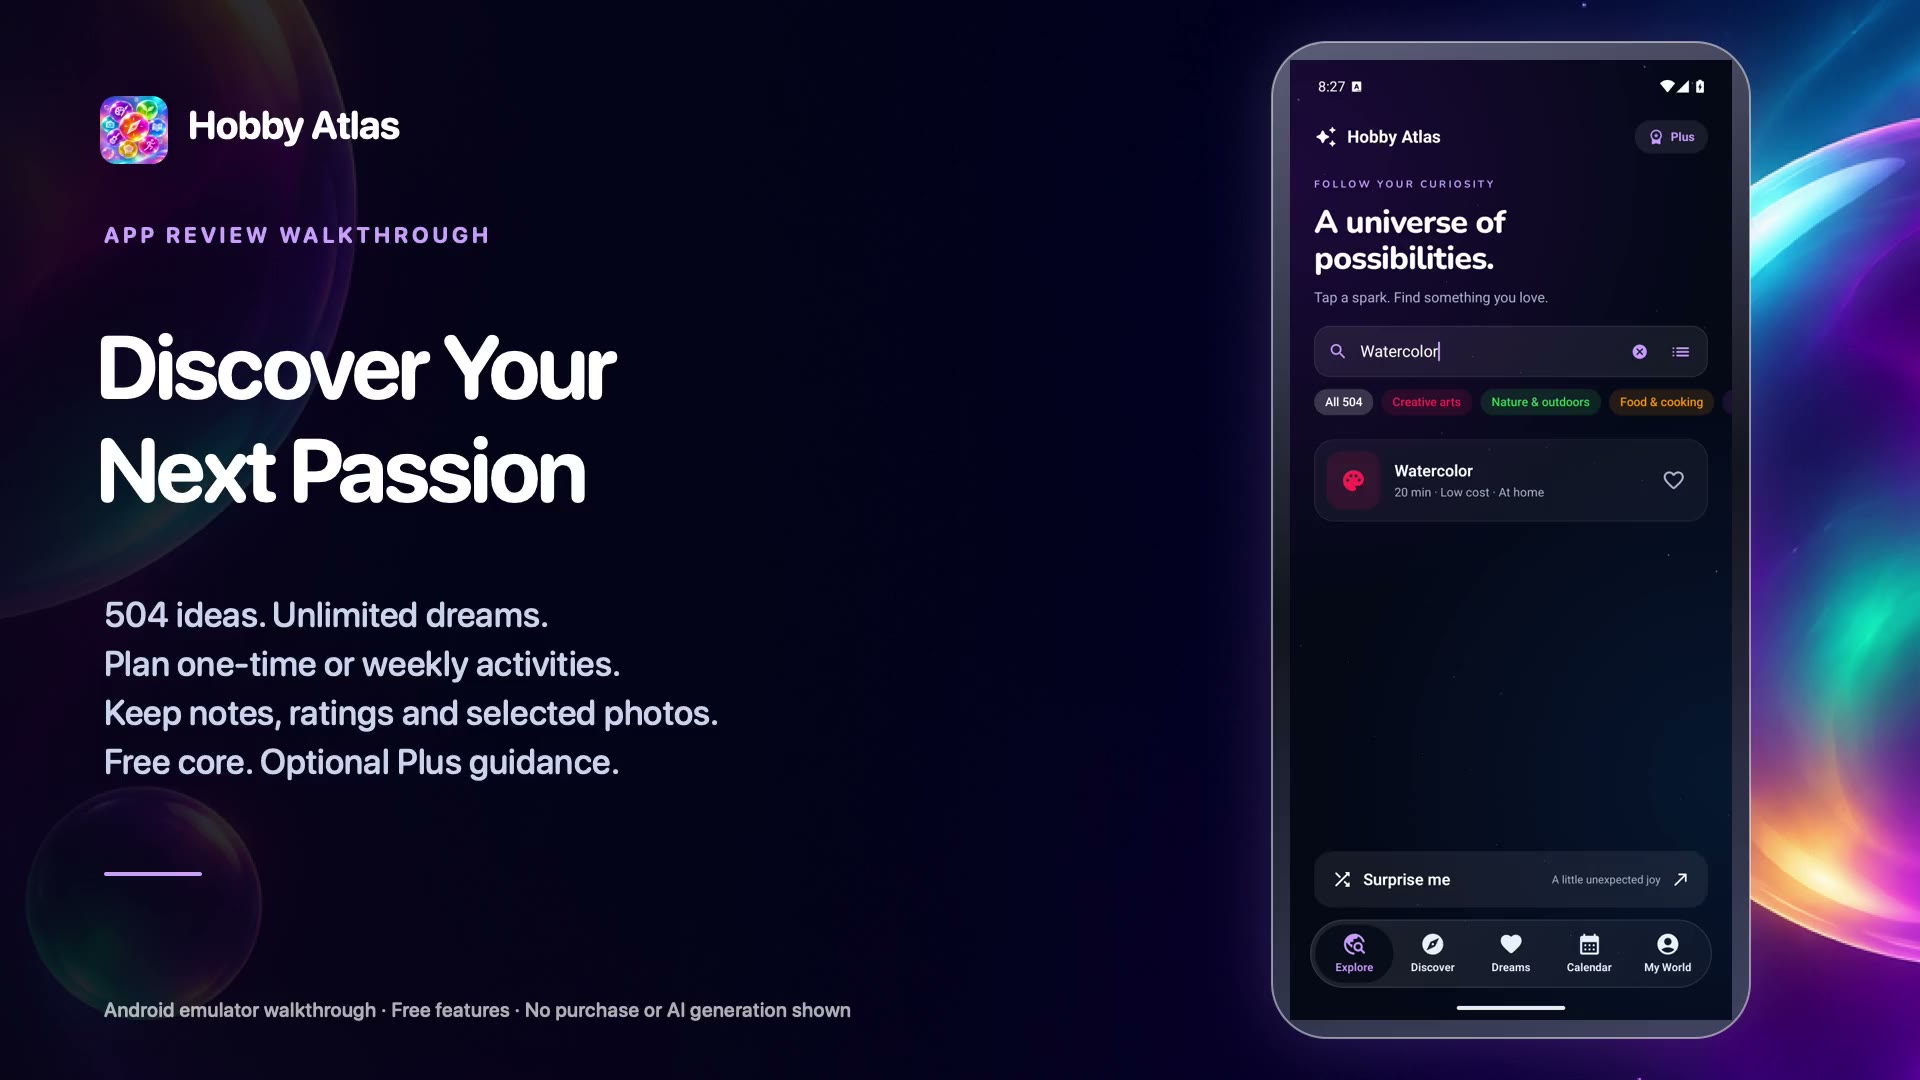 Hobby Atlas
APP REVIEW WALKTHROUGH
Discover Your
Next Passion
504 ideas. Unlimited dreams.
Plan one-time or weekly activities.
Keep notes, ratings and selected photos.
Free core. Optional Plus guidance.
Android emulator walkthrough · Free features · No purchase or AI generation shown
8:27
Hobby Atlas
Plus
FOLLOW YOUR CURIOSITY
A universe of
possibilities.
Tap a spark. Find something you love.
Watercolor
All 504 Creative arts Nature & outdoors Food & cooking
Watercolor
20 min · Low cost · At home
Surprise me A little unexpected joy
Explore Discover Dreams Calendar My World